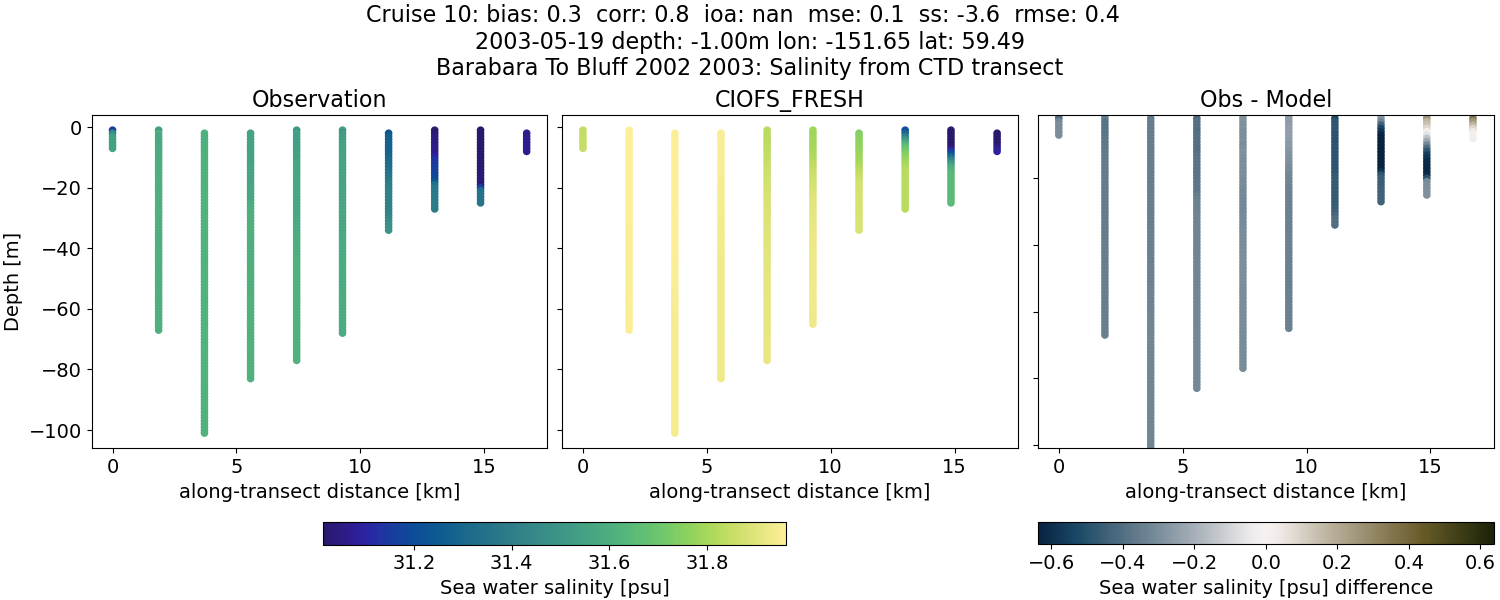 Cruise 10: bias: 0.3  corr: 0.8  ioa: nan  mse: 0.1  ss: -3.6  rmse: 0.4
2003-05-19 depth: -1.00m lon: -151.65 lat: 59.49
Barabara To Bluff 2002 2003: Salinity from CTD transect
Observation
CIOFS_FRESH
Obs - Model
Depth [m]
0
−20
−40
−60
−80
−100
0 5 10 15
0 5 10 15
0 5 10 15
along-transect distance [km]
along-transect distance [km]
along-transect distance [km]
31.2 31.4 31.6 31.8
Sea water salinity [psu]
−0.6 −0.4 −0.2 0.0 0.2 0.4 0.6
Sea water salinity [psu] difference